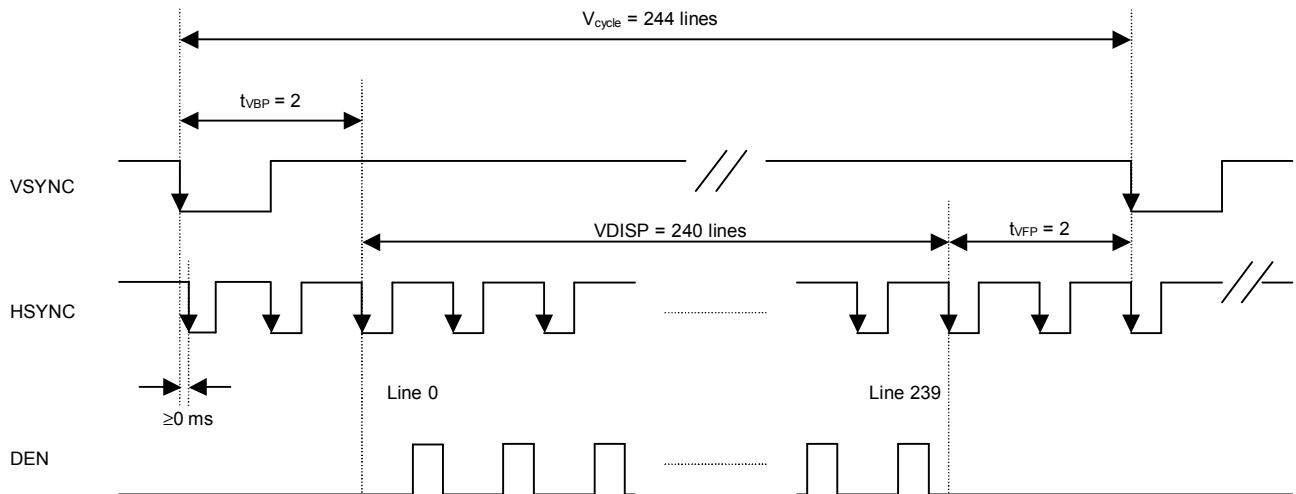 Vcycle = 244 lines
tVBP = 2
VSYNC
VDISP = 240 lines
tVFP = 2
HSYNC
Line 0
Line 239
≥0 ms
DEN